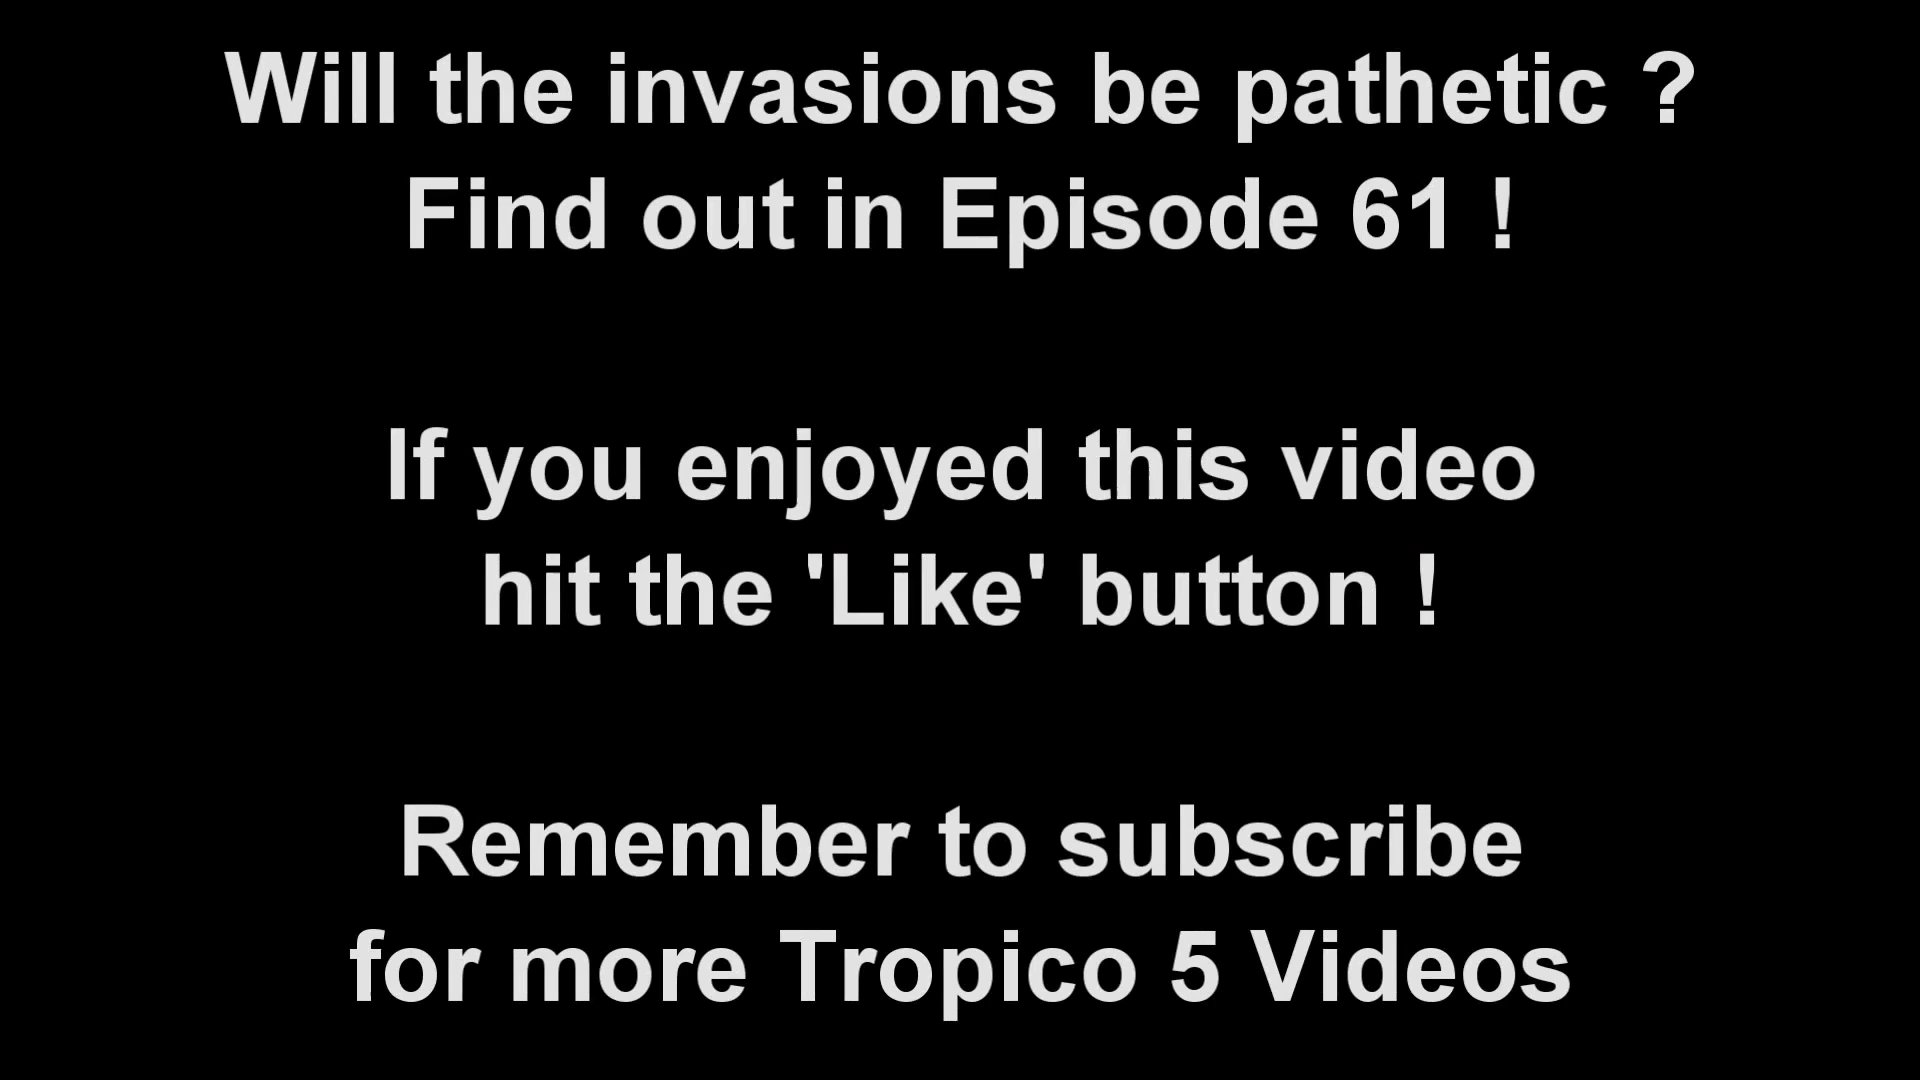 Will the invasions be pathetic ?
Find out in Episode 61 !
If you enjoyed this video
hit the 'Like' button !
Remember to subscribe
for more Tropico 5 Videos